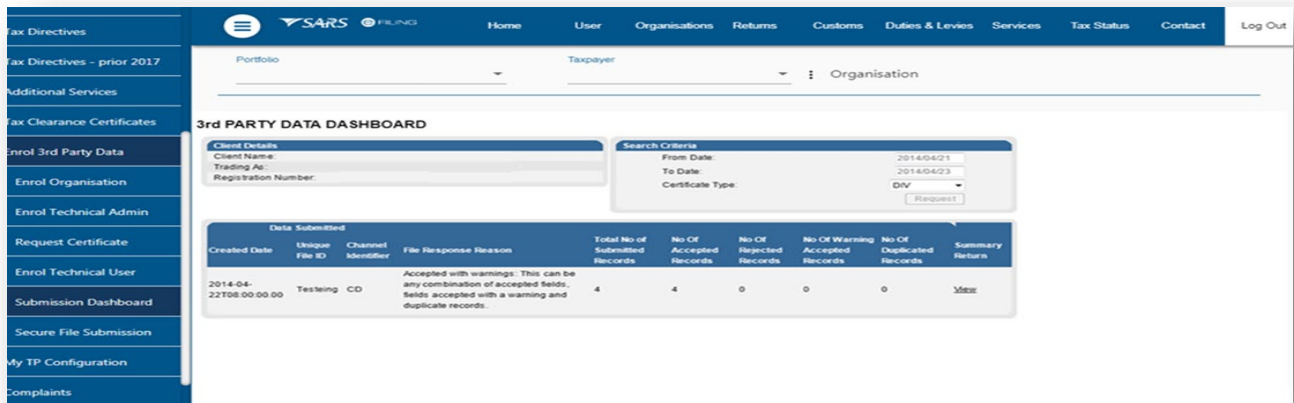 SARS eFILING
Home User Organisations Returns Customs Duties & Levies Services Tax Status Contact Log Out
Tax Directives
Tax Directives - prior 2017
Additional Services
Tax Clearance Certificates
Enrol 3rd Party Data
Enrol Organisation
Enrol Technical Admin
Request Certificate
Enrol Technical User
Submission Dashboard
Secure File Submission
My TP Configuration
Complaints
Portfolio
Taxpayer
Organisation
3rd PARTY DATA DASHBOARD
Client Details
Client Name:
Trading As:
Registration Number:
Search Criteria
From Date: 2014/04/21
To Date: 2014/04/23
Certificate Type: DIV
Request
Data Submitted
Created Date
Unique
File ID
Channel
Identifier
File Response Reason
Total No of
Submitted
Records
No Of
Accepted
Records
No Of
Rejected
Records
No Of Warning
Accepted
Records
No Of
Duplicated
Records
Summary
Return
2014-04-
22T08:00:00.00
Testeing
CD
Accepted with warnings: This can be
any combination of accepted fields,
fields accepted with a warning and
duplicate records.
4
4
0
0
0
View